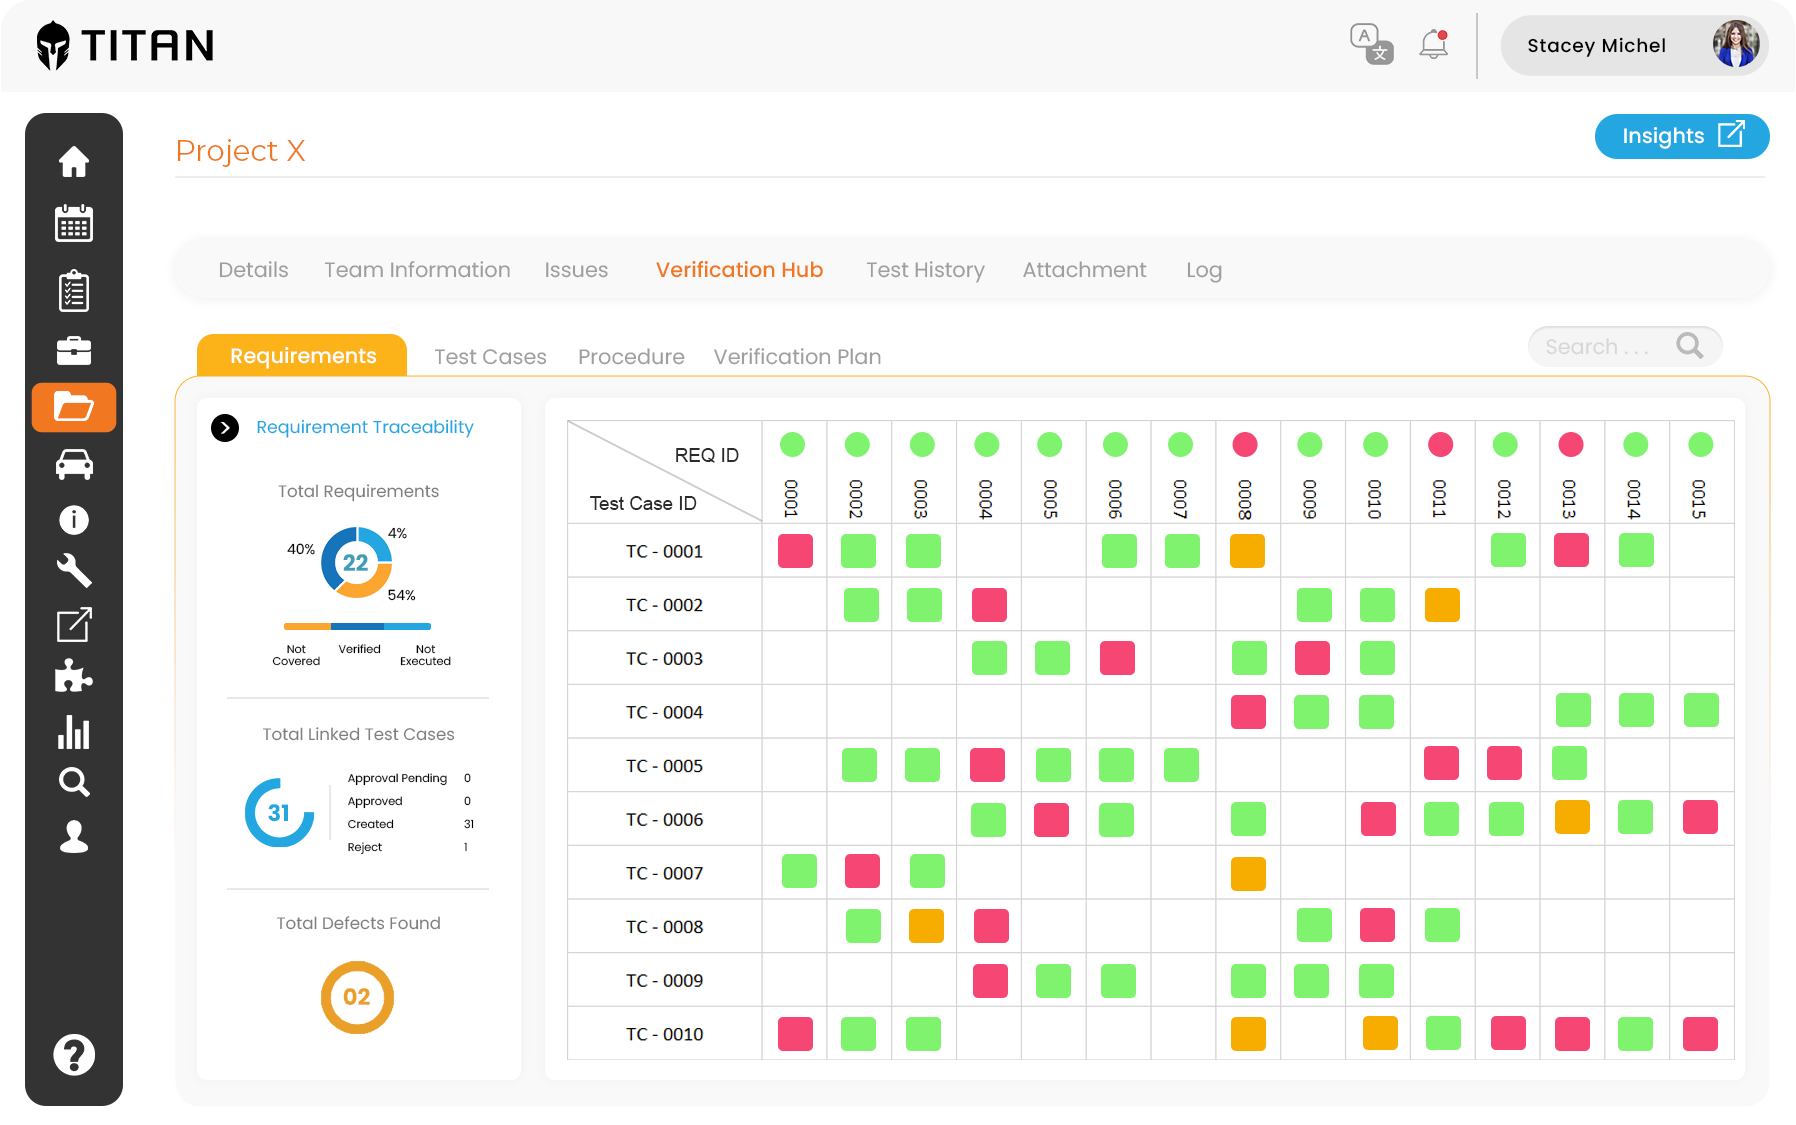 TITAN
A
文
Stacey Michel
Project X
Insights
Details Team Information Issues Verification Hub Test History Attachment Log
Requirements Test Cases Procedure Verification Plan
Search . . .
Requirement Traceability
Total Requirements
40%
4%
22
54%
Not Covered
Verified
Not Executed
Total Linked Test Cases
31
Approval Pending 0
Approved 0
Created 31
Reject 1
Total Defects Found
02
REQ ID
Test Case ID
0001 0002 0003 0004 0005 0006 0007 0008 0009 0010 0011 0012 0013 0014 0015
TC - 0001
TC - 0002
TC - 0003
TC - 0004
TC - 0005
TC - 0006
TC - 0007
TC - 0008
TC - 0009
TC - 0010